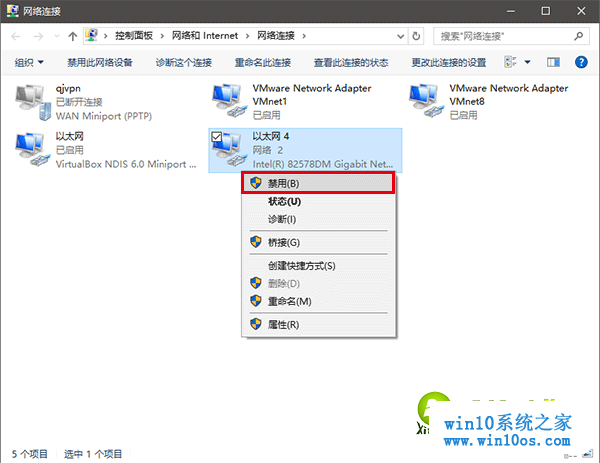 网络连接
控制面板 › 网络和 Internet › 网络连接 ›
搜索"网络连接"
组织 禁用此网络设备 诊断这个连接 重命名此连接 查看此连接的状态 更改此连接的设置
qjvpn
已断开连接
WAN Miniport (PPTP)
VMware Network Adapter
VMnet1
已启用
VMware Network Adapter
VMnet8
已启用
以太网
已启用
VirtualBox NDIS 6.0 Miniport ...
以太网 4
网络 2
Intel(R) 82578DM Gigabit Net...
禁用(B)
状态(U)
诊断(I)
桥接(G)
创建快捷方式(S)
删除(D)
重命名(M)
属性(R)
win10系统之家
www.win10os.com
5 个项目 选中 1 个项目